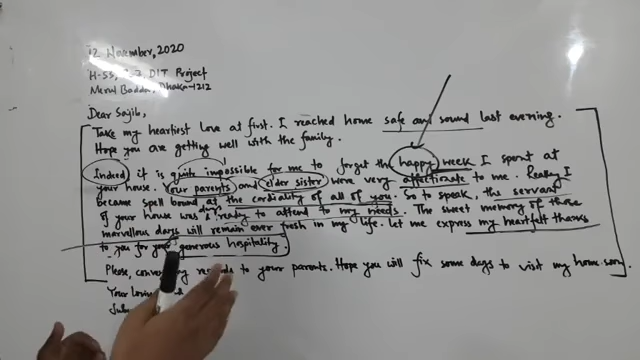 12 November, 2020
H-55, DIT Project
Merul Badda, Dhaka-1212
Dear Sajib,
Take my heartiest love at first. I reached home safe and sound last evening.
Hope you are getting well with the family.
Indeed it is quite impossible for me to forget the happy week I spent at
your house. Your parents and elder sister were very affectionate to me. Really I
became spell bound at the cordiality of all of you. So to speak, the servant
of your house was ready to attend to my needs. The sweet memory of those
marvellous days will remain ever fresh in my life. Let me express my heartfelt thanks
to you for your generous hospitality.
Please, convey my regards to your parents. Hope you will fix some days to visit my home soon.
Your loving